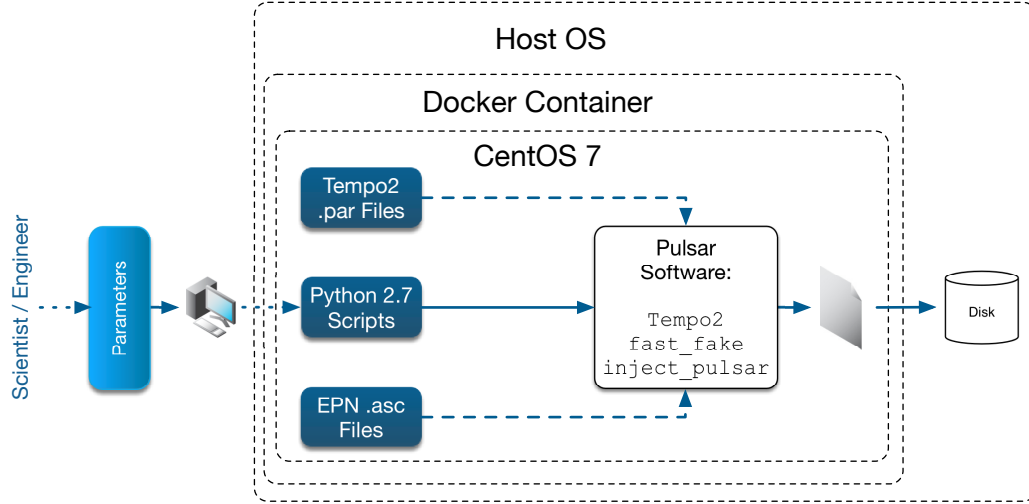 Host OS
Docker Container
CentOS 7
Scientist / Engineer
Parameters
Tempo2
.par Files
Python 2.7
Scripts
EPN .asc
Files
Pulsar
Software:
Tempo2
fast_fake
inject_pulsar
Disk